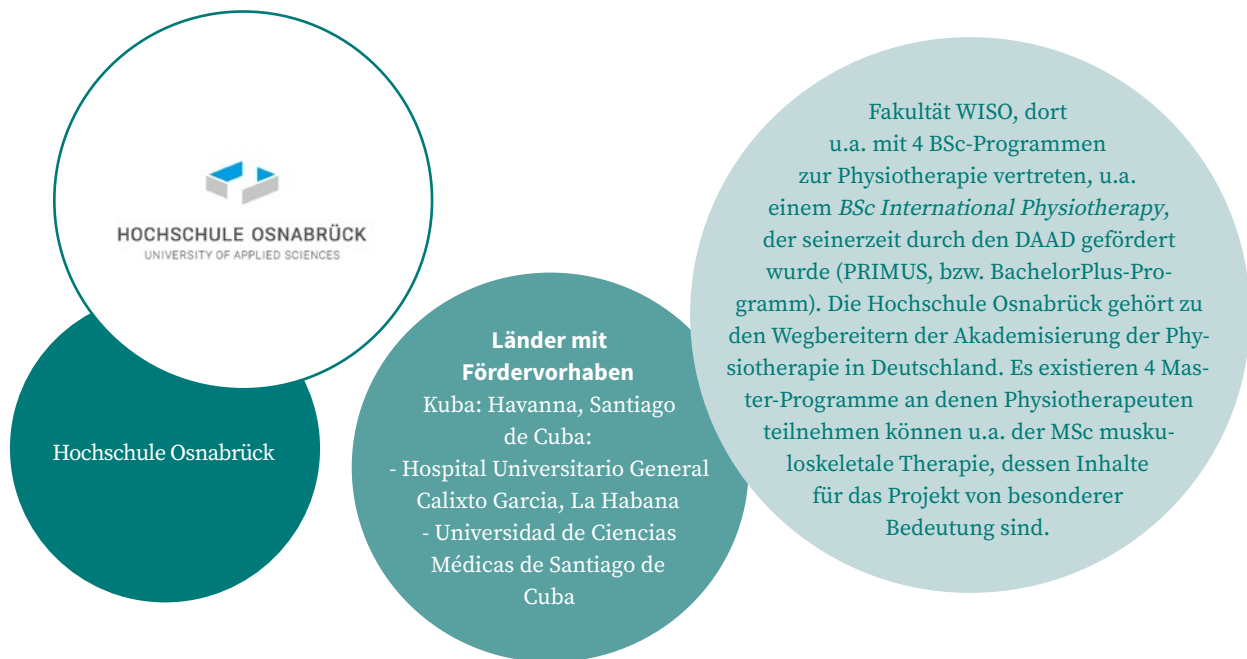 HOCHSCHULE OSNABRÜCK
UNIVERSITY OF APPLIED SCIENCES
Hochschule Osnabrück
Länder mit
Fördervorhaben
Kuba: Havanna, Santiago
de Cuba:
- Hospital Universitario General
Calixto Garcia, La Habana
- Universidad de Ciencias
Médicas de Santiago de
Cuba
Fakultät WISO, dort
u.a. mit 4 BSc-Programmen
zur Physiotherapie vertreten, u.a.
einem BSc International Physiotherapy,
der seinerzeit durch den DAAD gefördert
wurde (PRIMUS, bzw. BachelorPlus-Pro-
gramm). Die Hochschule Osnabrück gehört zu
den Wegbereitern der Akademisierung der Phy-
siotherapie in Deutschland. Es existieren 4 Mas-
ter-Programme an denen Physiotherapeuten
teilnehmen können u.a. der MSc musku-
loskeletale Therapie, dessen Inhalte
für das Projekt von besonderer
Bedeutung sind.